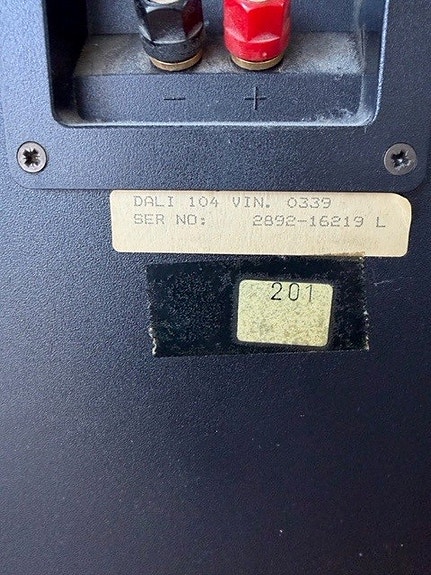 − +
DALI 104 VIN. 0339
SER NO: 2892-16219 L
201